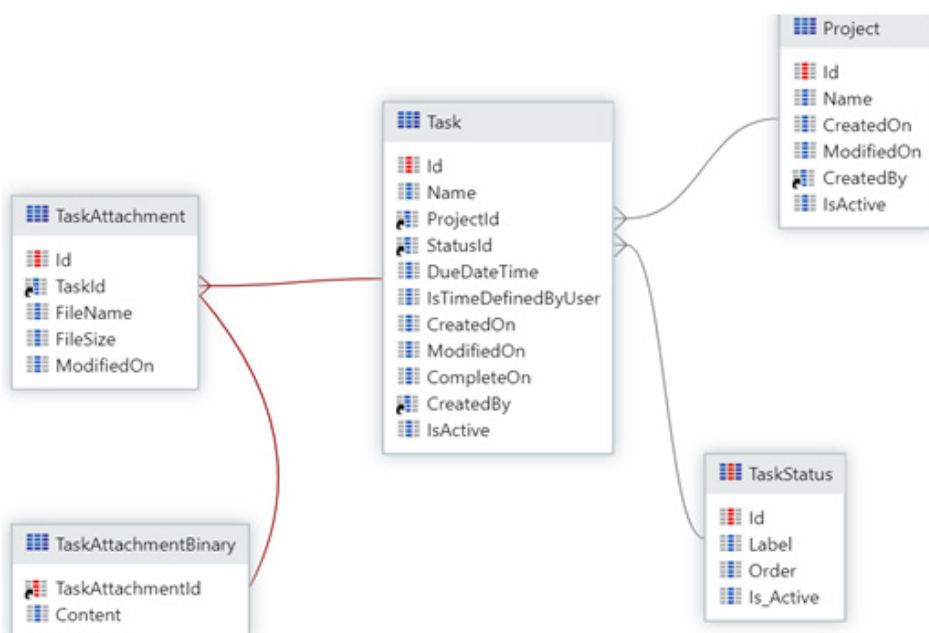 Project
Id
Name
CreatedOn
ModifiedOn
CreatedBy
IsActive
Task
Id
Name
ProjectId
StatusId
DueDateTime
IsTimeDefinedByUser
CreatedOn
ModifiedOn
CompleteOn
CreatedBy
IsActive
TaskAttachment
Id
TaskId
FileName
FileSize
ModifiedOn
TaskStatus
Id
Label
Order
Is_Active
TaskAttachmentBinary
TaskAttachmentId
Content